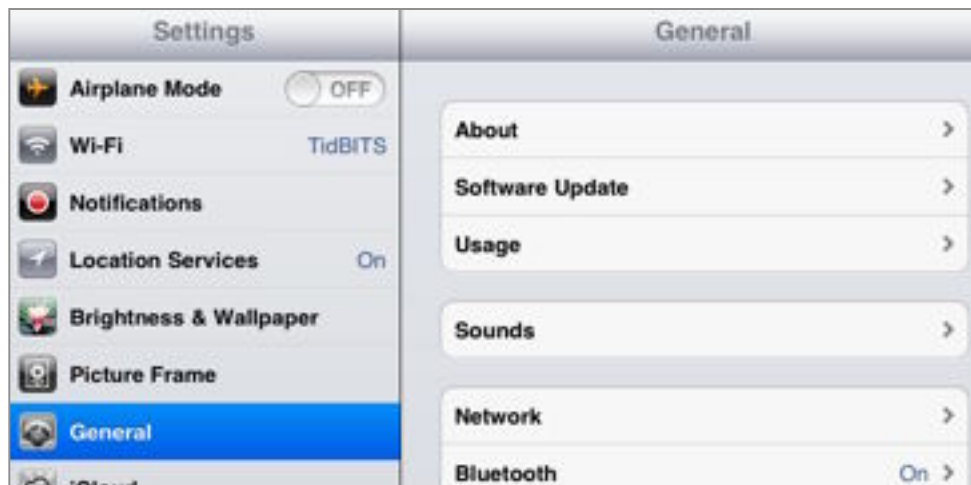 Settings
Airplane Mode OFF
Wi-Fi TidBITS
Notifications
Location Services On
Brightness & Wallpaper
Picture Frame
General
iCloud
General
About
Software Update
Usage
Sounds
Network
Bluetooth On